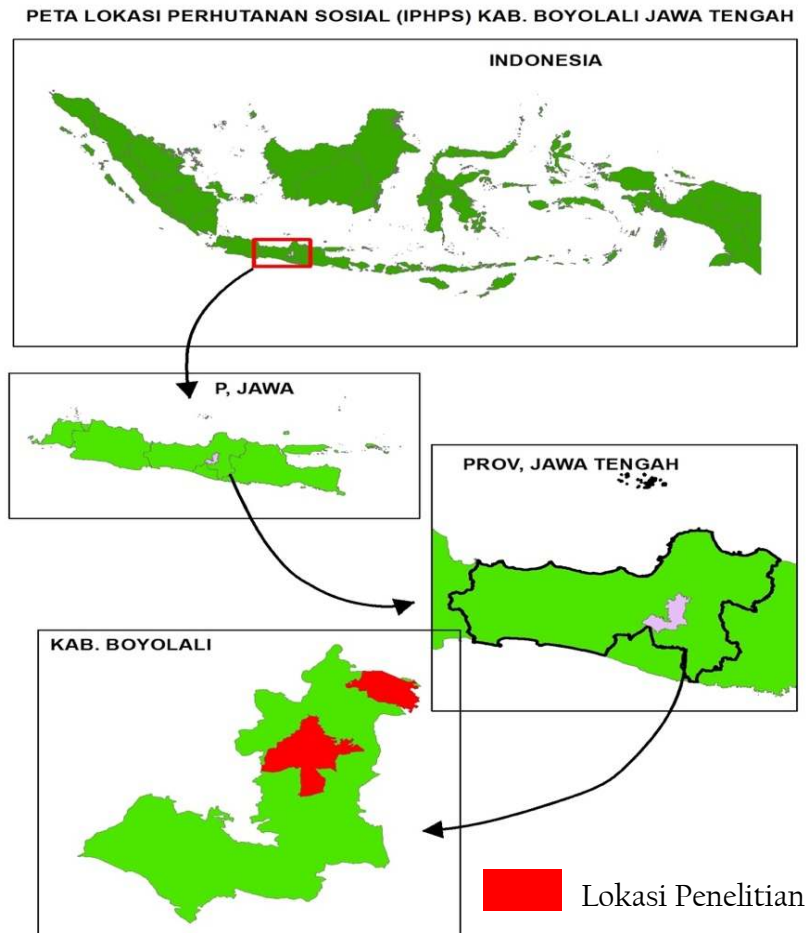 PETA LOKASI PERHUTANAN SOSIAL (IPHPS) KAB. BOYOLALI JAWA TENGAH
INDONESIA
P, JAWA
PROV, JAWA TENGAH
KAB. BOYOLALI
Lokasi Penelitian